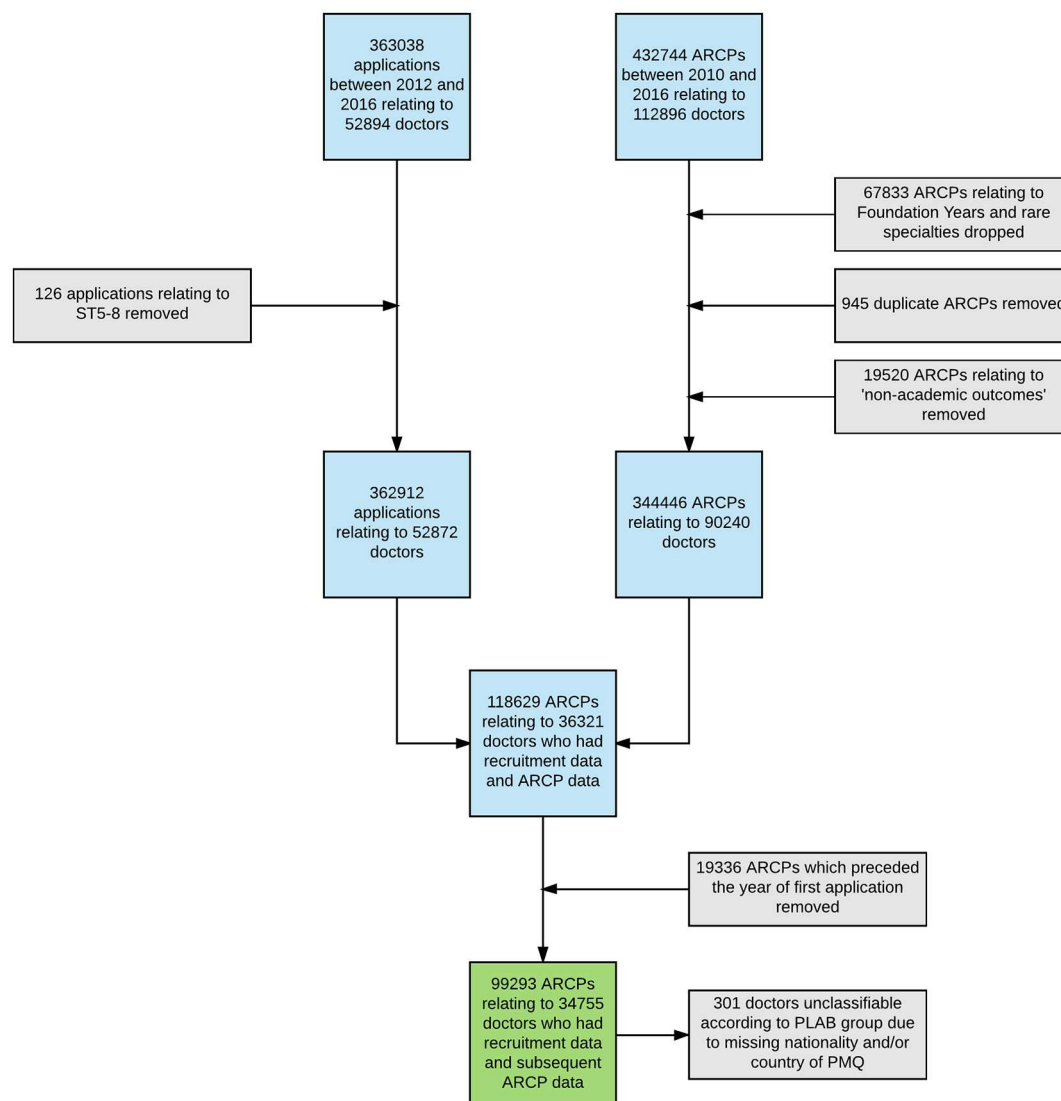 363038
applications
between 2012 and
2016 relating to
52894 doctors
432744 ARCPs
between 2010 and
2016 relating to
112896 doctors
67833 ARCPs relating to
Foundation Years and rare
specialties dropped
126 applications relating to
ST5-8 removed
945 duplicate ARCPs removed
19520 ARCPs relating to
'non-academic outcomes'
removed
362912
applications
relating to 52872
doctors
344446 ARCPs
relating to 90240
doctors
118629 ARCPs
relating to 36321
doctors who had
recruitment data
and ARCP data
19336 ARCPs which preceded
the year of first application
removed
99293 ARCPs
relating to 34755
doctors who had
recruitment data
and subsequent
ARCP data
301 doctors unclassifiable
according to PLAB group due
to missing nationality and/or
country of PMQ